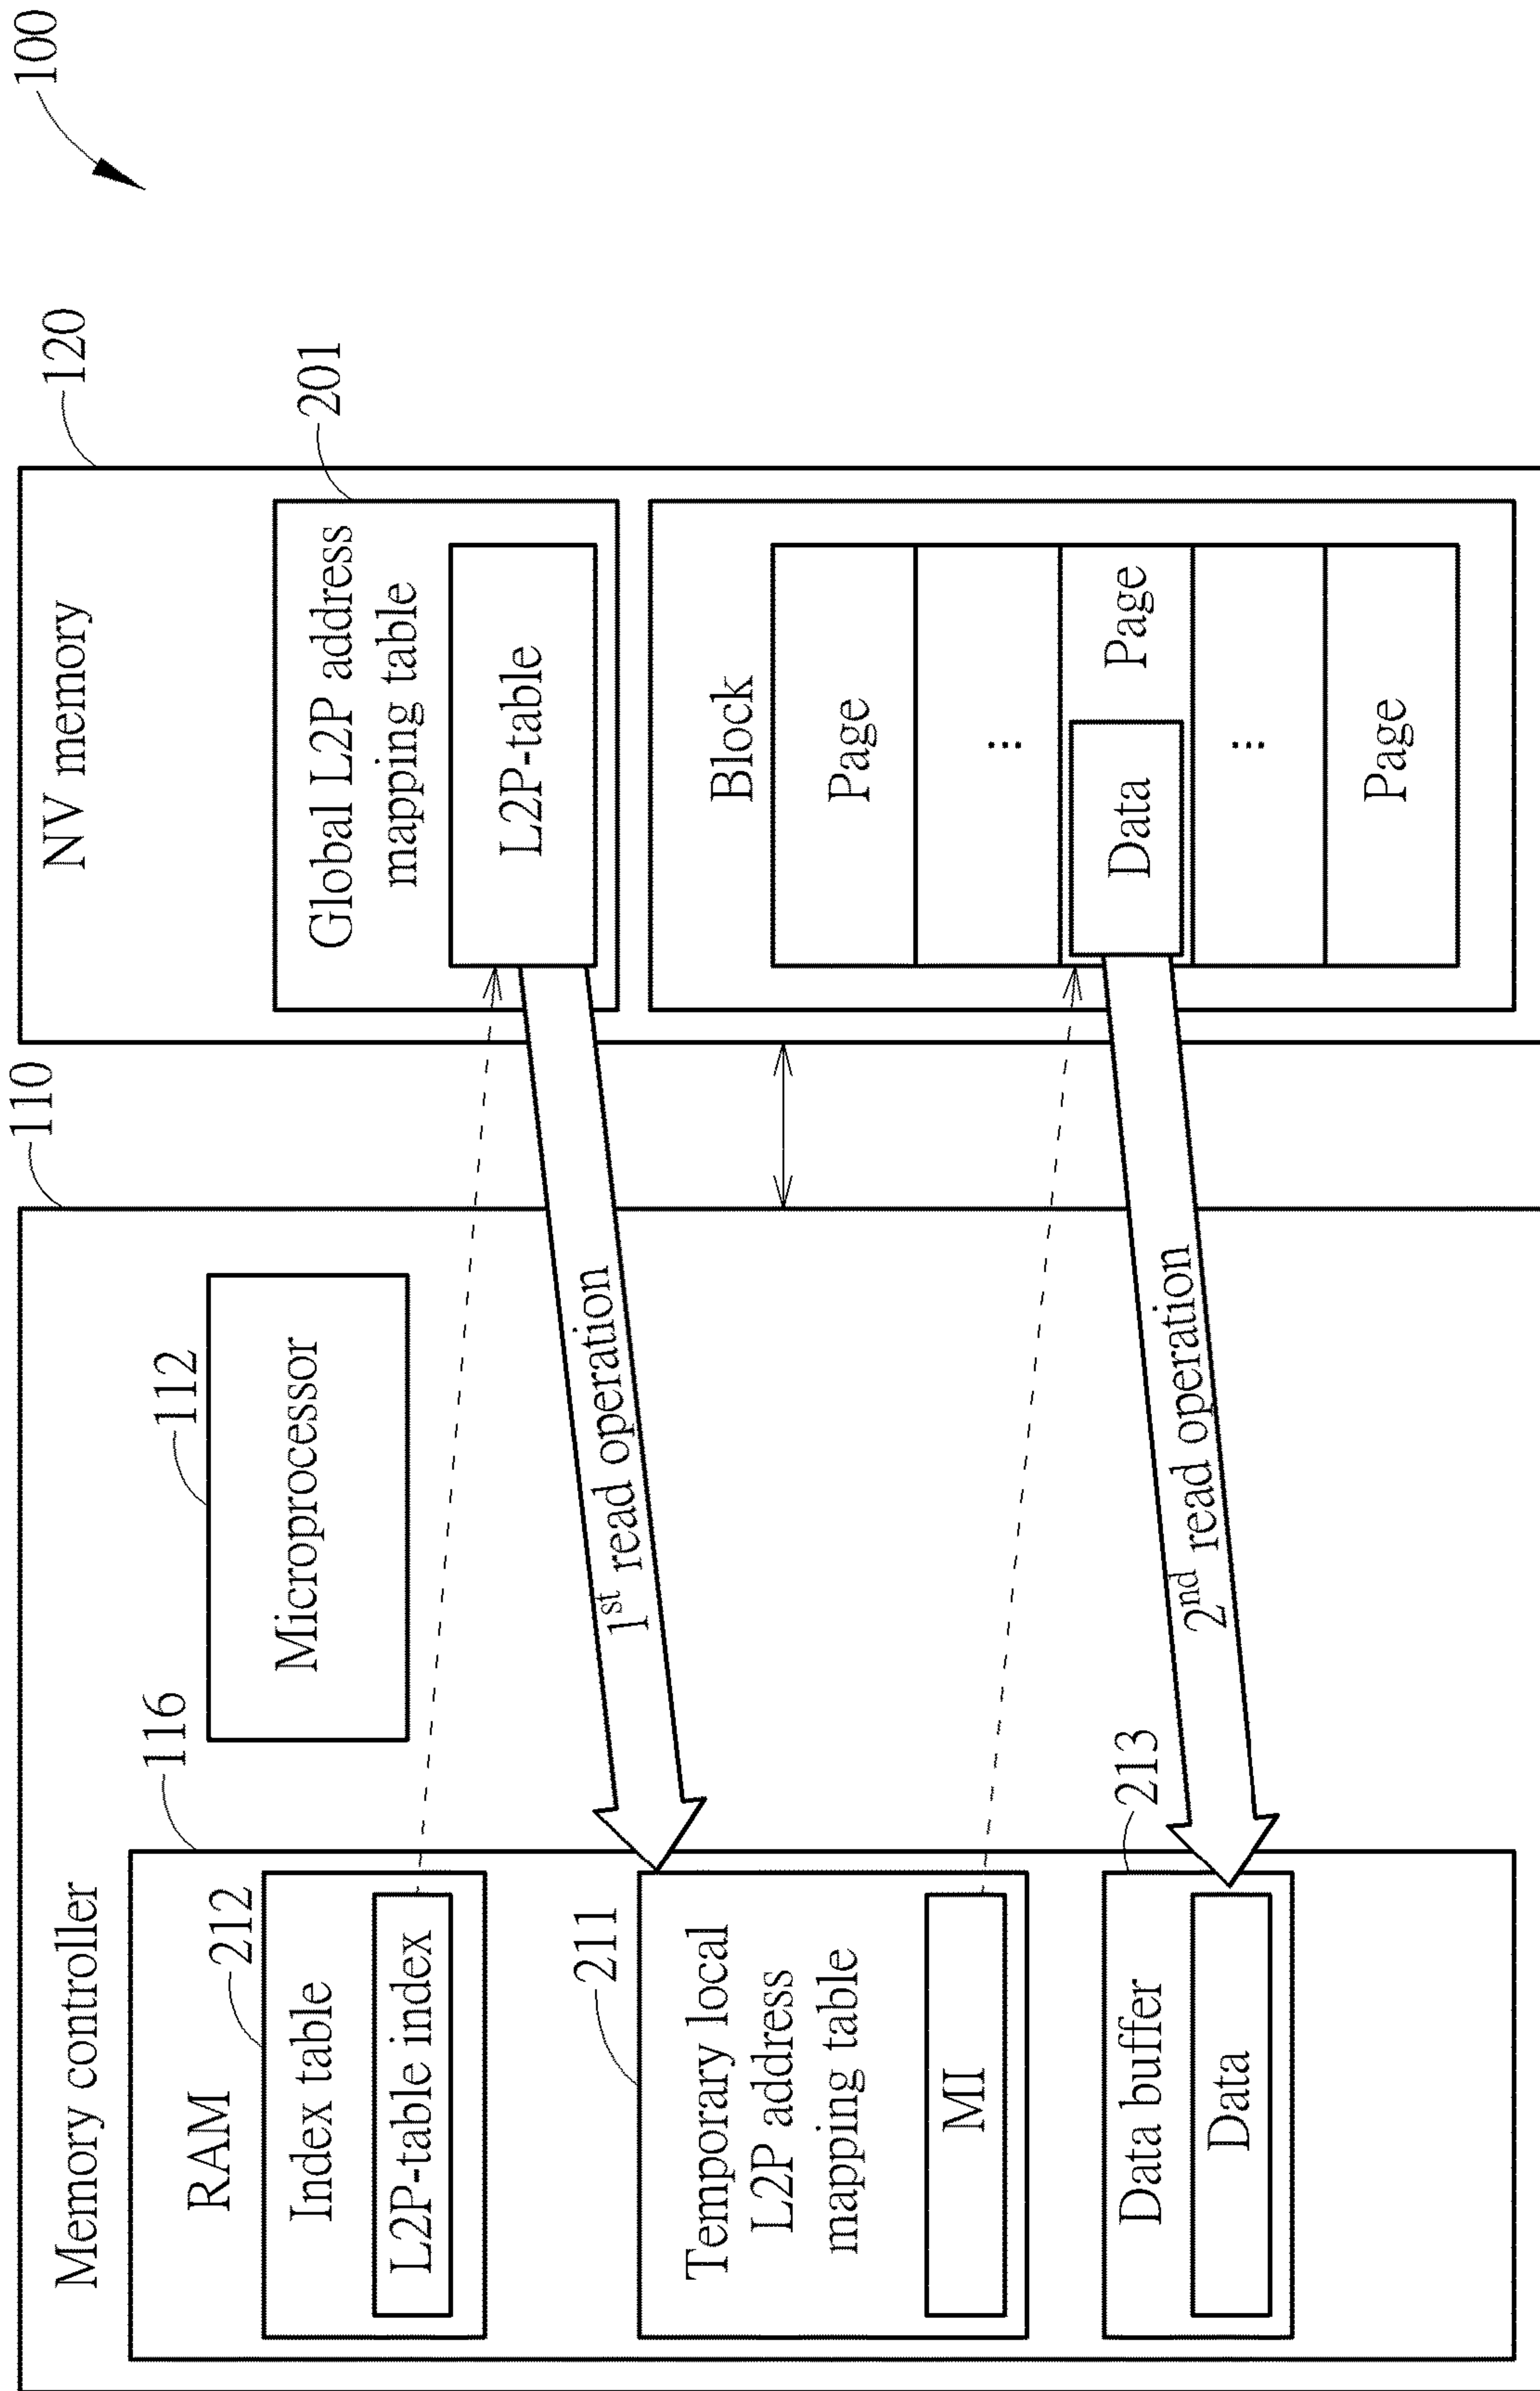 100
110
120
Memory controller
NV memory
116
RAM
112
Microprocessor
212
Index table
L2P-table index
201
Global L2P address
mapping table
L2P-table
1st read operation
211
Temporary local
L2P address
mapping table
MI
Block
Page
⋮
Data
Page
⋮
Page
2nd read operation
213
Data buffer
Data